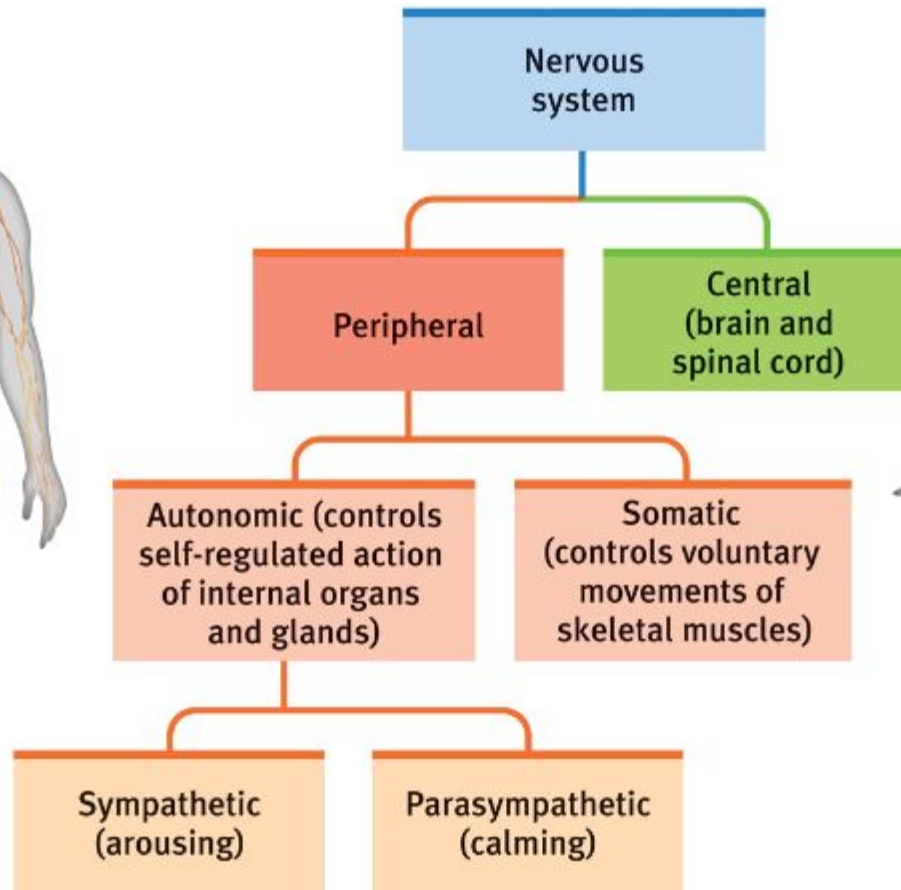 Nervous
system
Peripheral
Central
(brain and
spinal cord)
Autonomic (controls
self-regulated action
of internal organs
and glands)
Somatic
(controls voluntary
movements of
skeletal muscles)
Sympathetic
(arousing)
Parasympathetic
(calming)